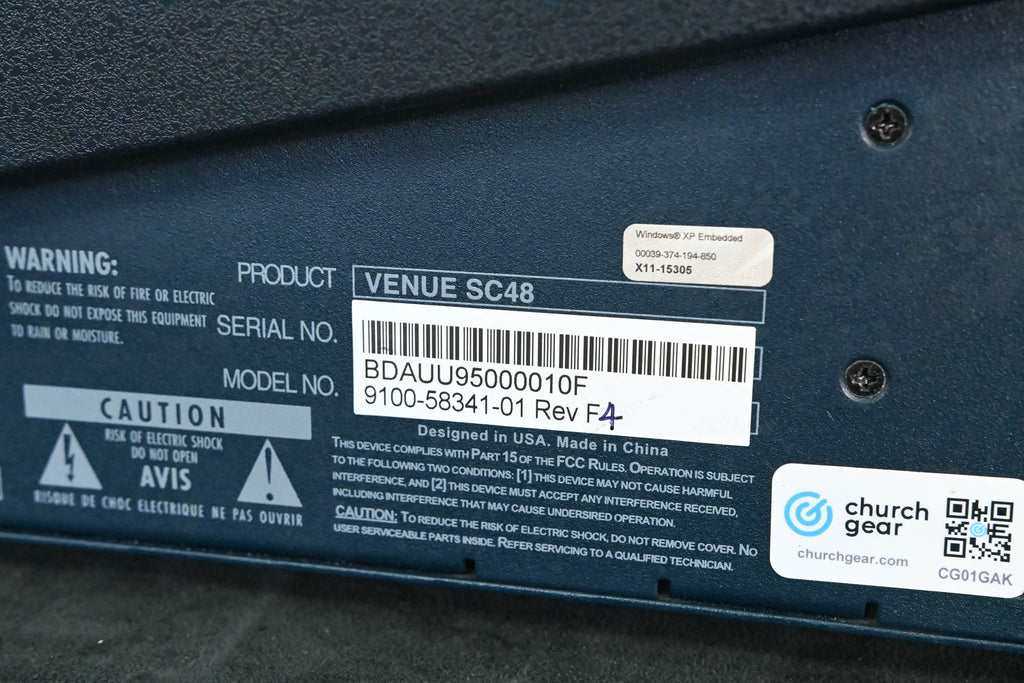 WARNING:
TO REDUCE THE RISK OF FIRE OR ELECTRIC
SHOCK DO NOT EXPOSE THIS EQUIPMENT
TO RAIN OR MOISTURE.
CAUTION
RISK OF ELECTRIC SHOCK
DO NOT OPEN
AVIS
RISQUE DE CHOC ELECTRIQUE NE PAS OUVRIR
PRODUCT
VENUE SC48
SERIAL NO.
MODEL NO.
BDAUU95000010F
9100-58341-01 Rev F4
Windows® XP Embedded
00039-374-194-850
X11-15305
Designed in USA. Made in China
THIS DEVICE COMPLIES WITH PART 15 OF THE FCC RULES. OPERATION IS SUBJECT
TO THE FOLLOWING TWO CONDITIONS: [1] THIS DEVICE MAY NOT CAUSE HARMFUL
INTERFERENCE, AND [2] THIS DEVICE MUST ACCEPT ANY INTERFERENCE RECEIVED,
INCLUDING INTERFERENCE THAT MAY CAUSE UNDERSIRED OPERATION.
CAUTION: TO REDUCE THE RISK OF ELECTRIC SHOCK, DO NOT REMOVE COVER. NO
USER SERVICEABLE PARTS INSIDE. REFER SERVICING TO A QUALIFIED TECHNICIAN.
church
gear
churchgear.com
CG01GAK